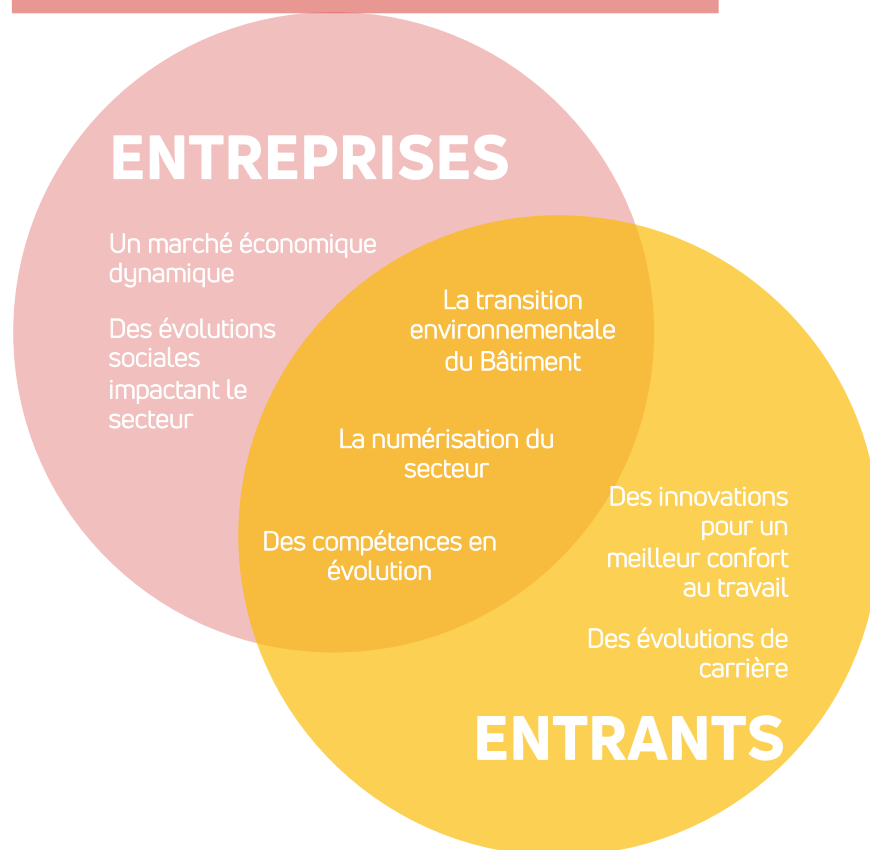 ENTREPRISES
Un marché économique
dynamique
Des évolutions
sociales
impactant le
secteur
La transition
environnementale
du Bâtiment
La numérisation du
secteur
Des compétences en
évolution
Des innovations
pour un
meilleur confort
au travail
Des évolutions de
carrière
ENTRANTS